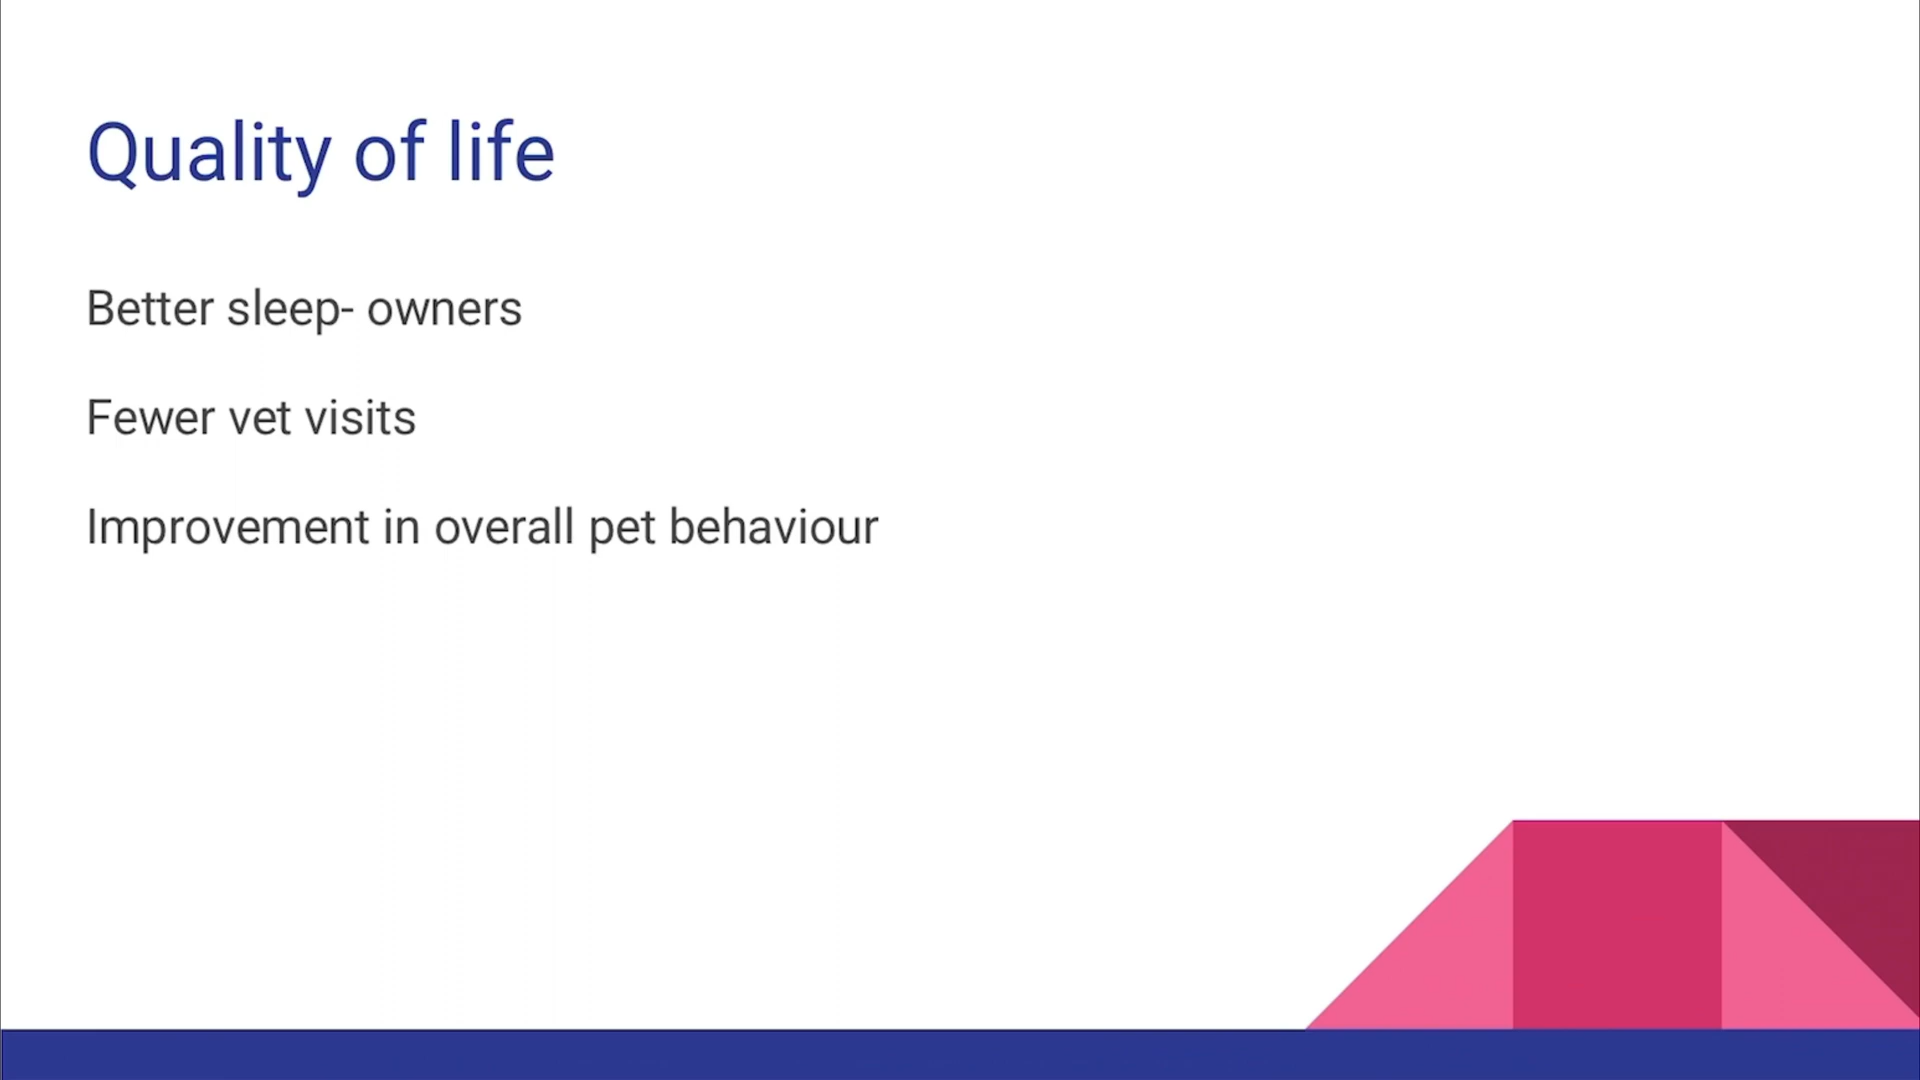 Quality of life
Better sleep- owners
Fewer vet visits
Improvement in overall pet behaviour